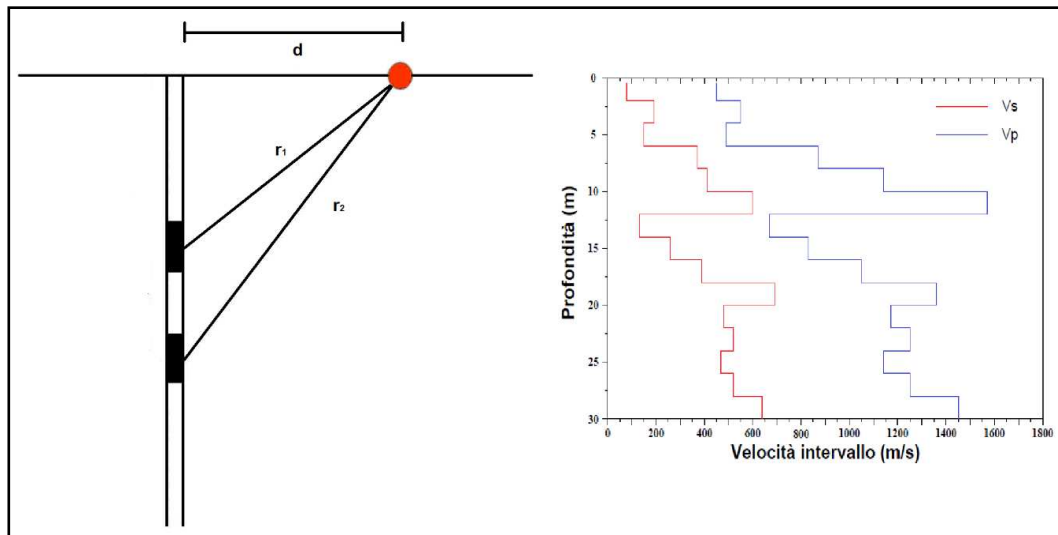 d
r₁
r₂
0
5
10
15
20
25
30
Profondità (m)
Vs
Vp
200 400 600 800 1000 1200 1400 1600 1800
Velocità intervallo (m/s)